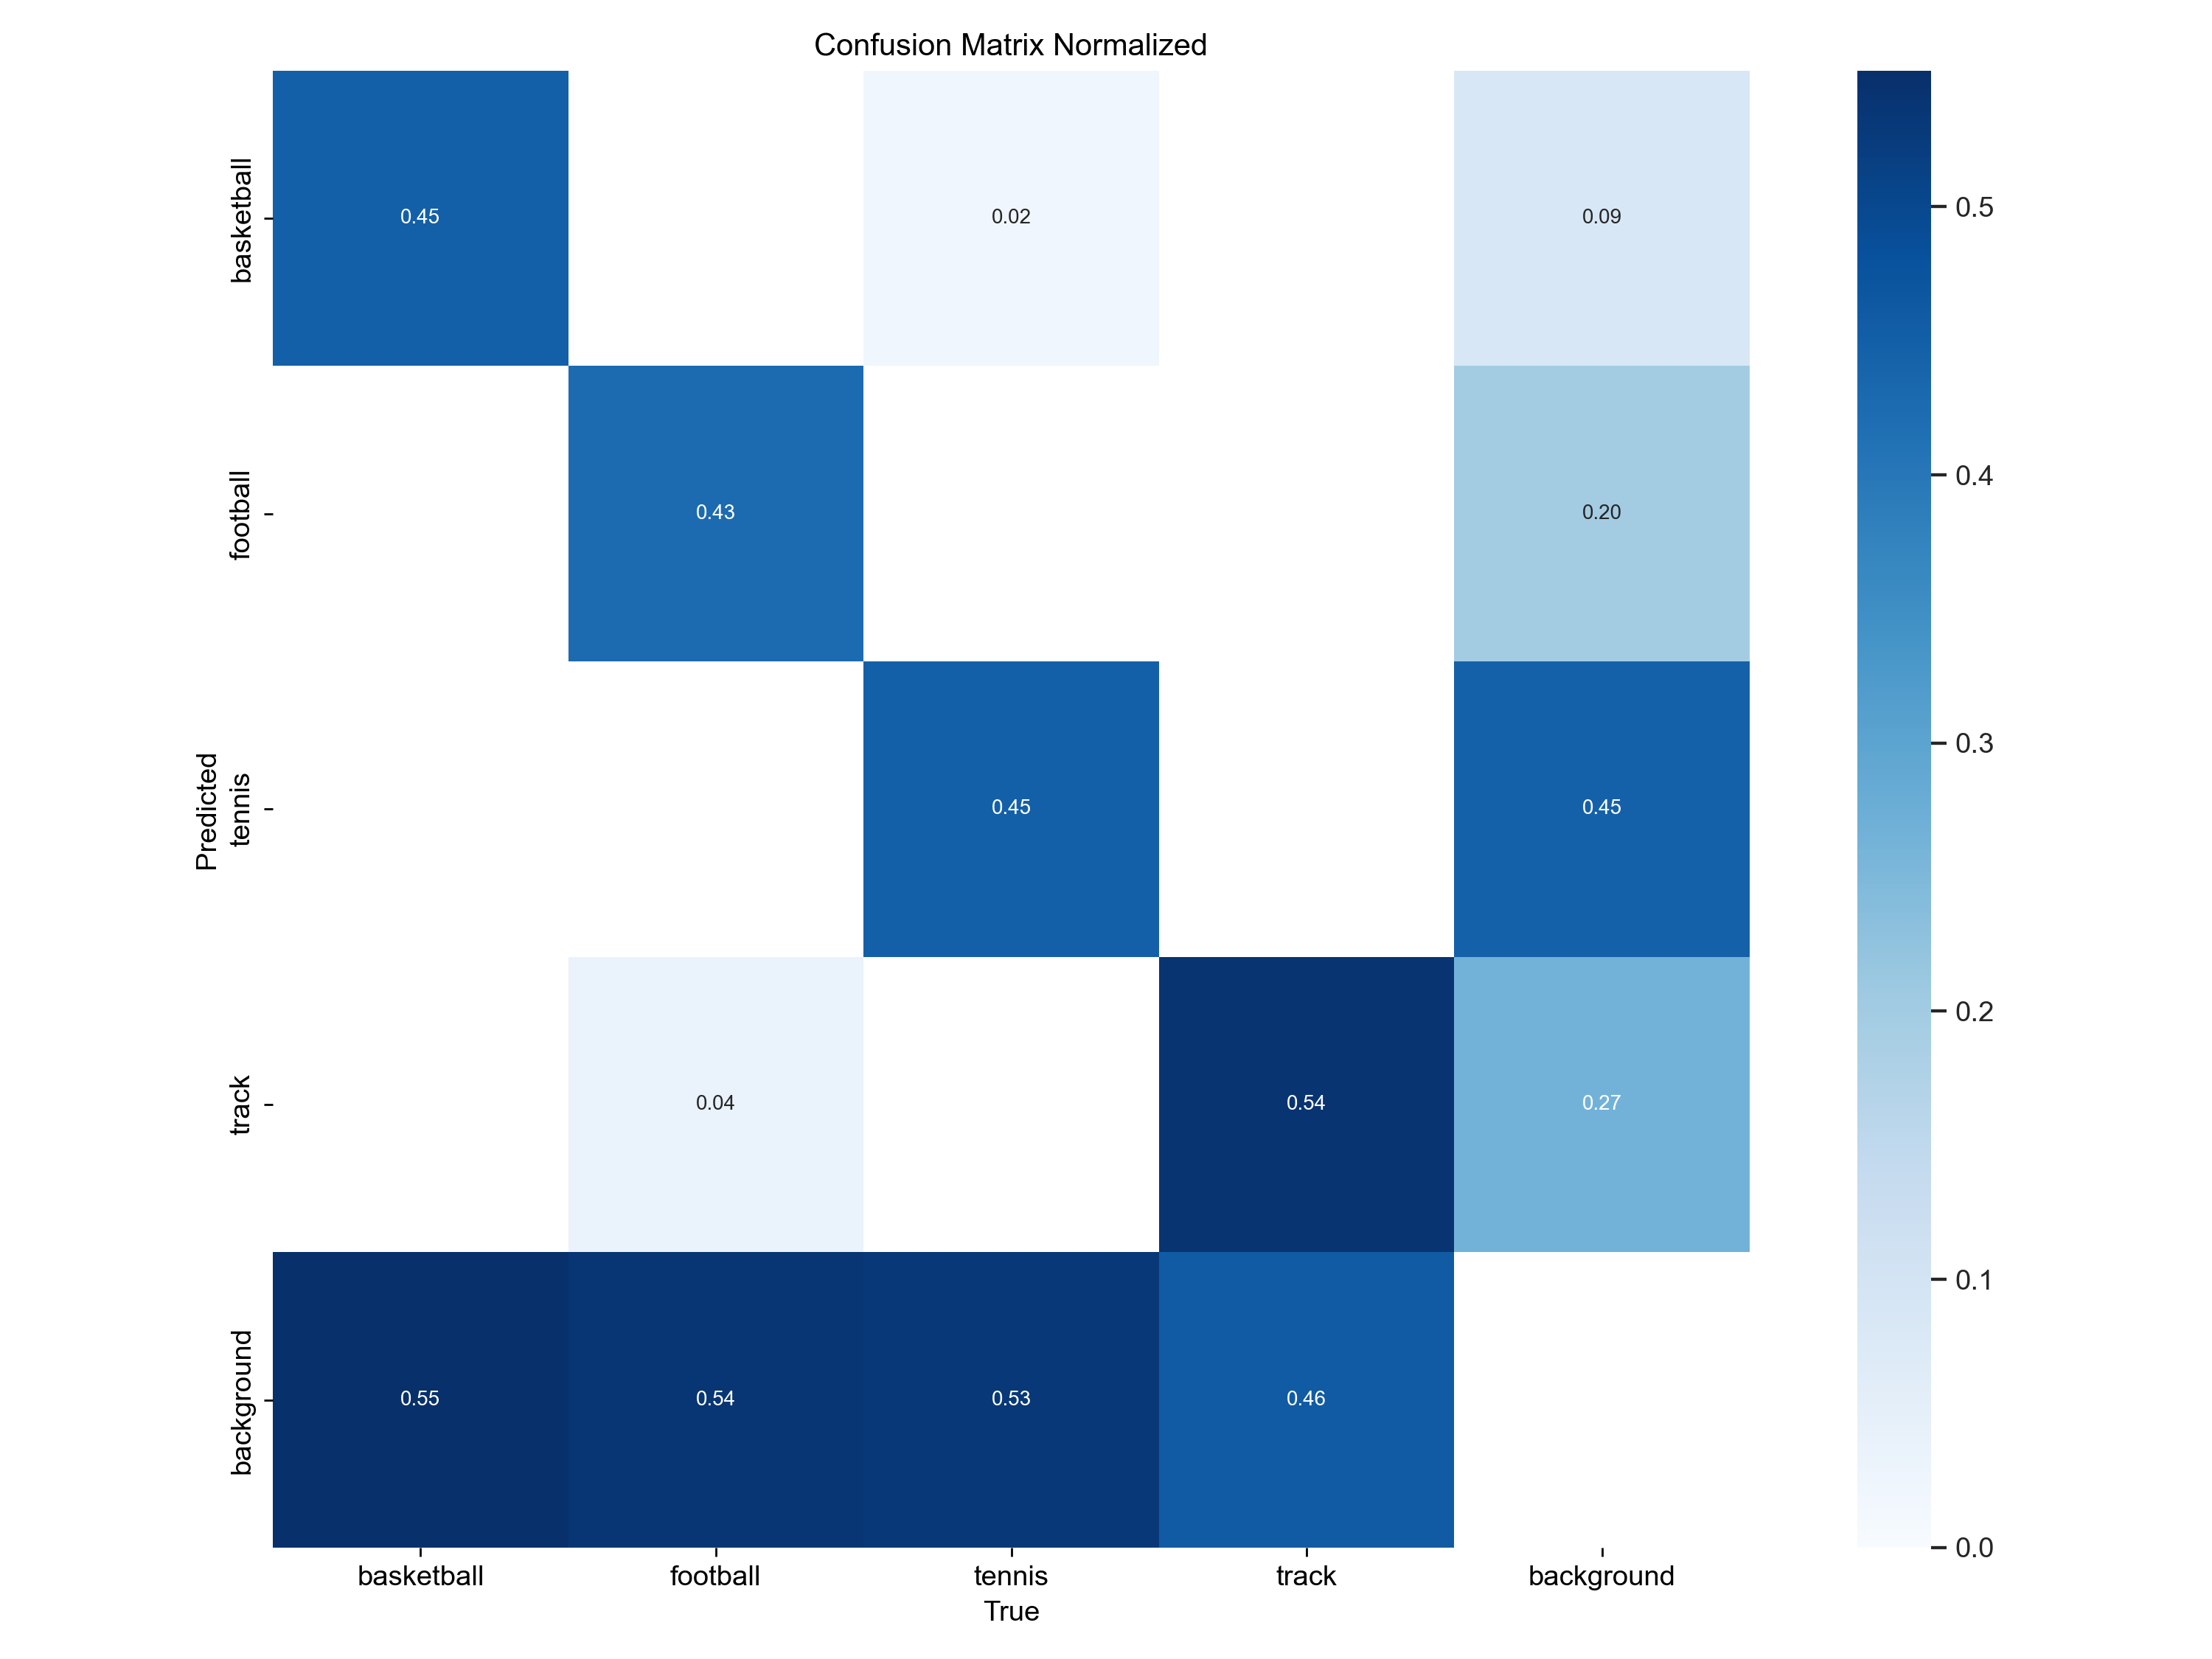 Confusion Matrix Normalized
basketball
0.45
0.02
0.09
football
0.43
0.20
Predicted
tennis
0.45
0.45
track
0.04
0.54
0.27
background
0.55
0.54
0.53
0.46
basketball
football
tennis
track
background
True
0.5
0.4
0.3
0.2
0.1
0.0